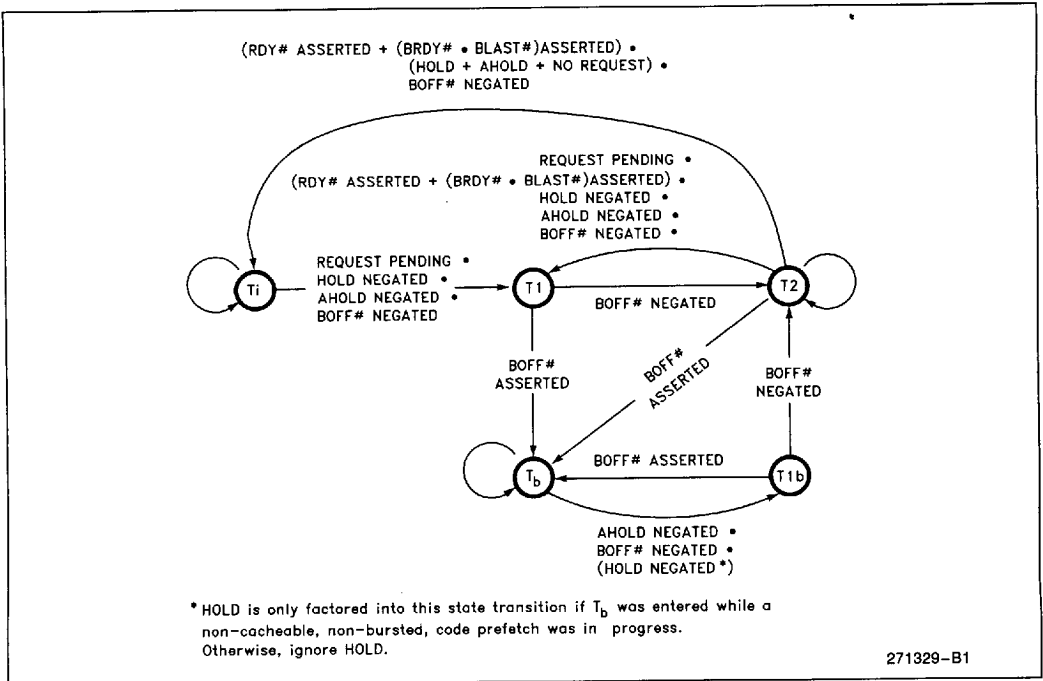 (RDY# ASSERTED + (BRDY# • BLAST#)ASSERTED) •
(HOLD + AHOLD + NO REQUEST) •
BOFF# NEGATED
REQUEST PENDING •
(RDY# ASSERTED + (BRDY# • BLAST#)ASSERTED) •
HOLD NEGATED •
AHOLD NEGATED •
BOFF# NEGATED •
REQUEST PENDING •
HOLD NEGATED •
AHOLD NEGATED •
BOFF# NEGATED
Ti
T1
T2
BOFF# NEGATED
BOFF#
ASSERTED
BOFF#
ASSERTED
BOFF#
NEGATED
BOFF# ASSERTED
Tb
T1b
AHOLD NEGATED •
BOFF# NEGATED •
(HOLD NEGATED*)
*HOLD is only factored into this state transition if Tb was entered while a
non-cacheable, non-bursted, code prefetch was in progress.
Otherwise, ignore HOLD.
271329-B1